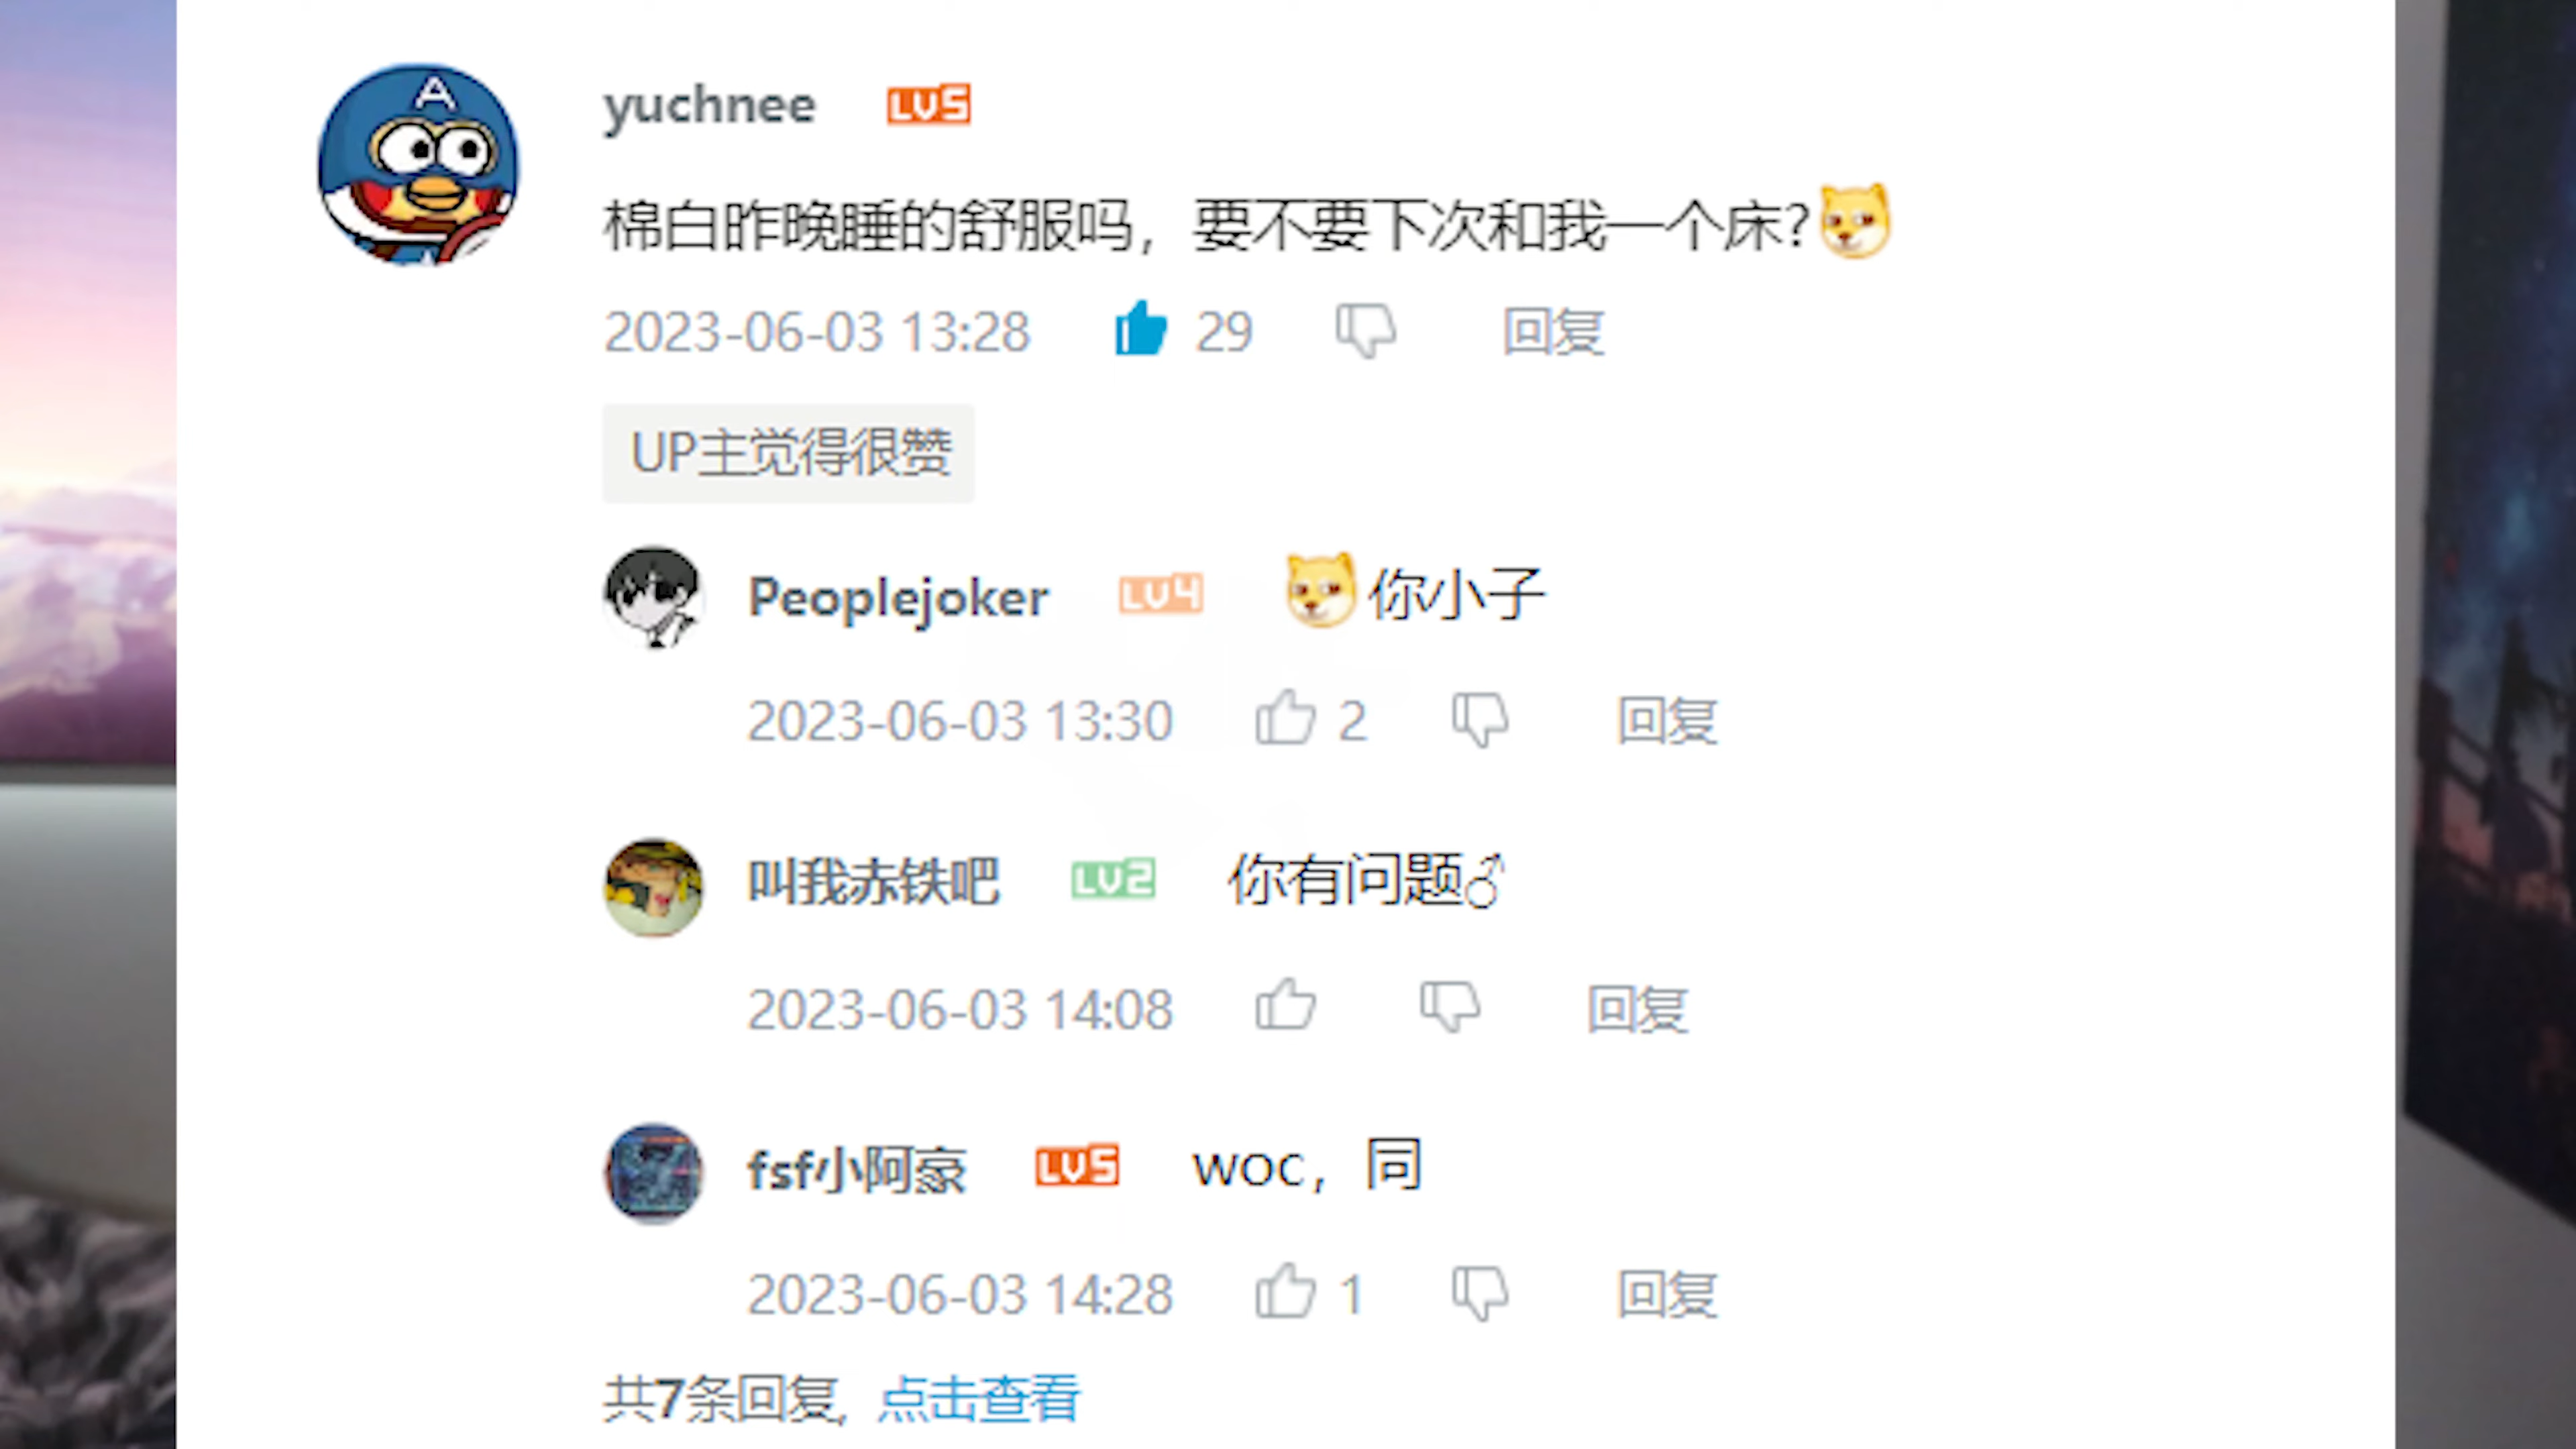 A
yuchnee LV5
棉白昨晚睡的舒服吗，要不要下次和我一个床?
2023-06-03 13:28 29 回复
UP主觉得很赞
Peoplejoker LV4 你小子
2023-06-03 13:30 2 回复
叫我赤铁吧 LV2 你有问题♂
2023-06-03 14:08 回复
fsf小阿豪 LV5 woc，同
2023-06-03 14:28 1 回复
共7条回复, 点击查看